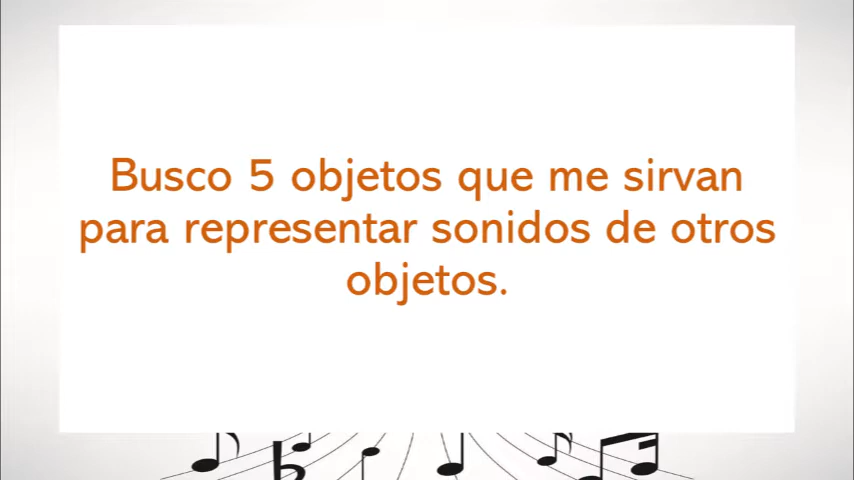 Busco 5 objetos que me sirvan
para representar sonidos de otros
objetos.